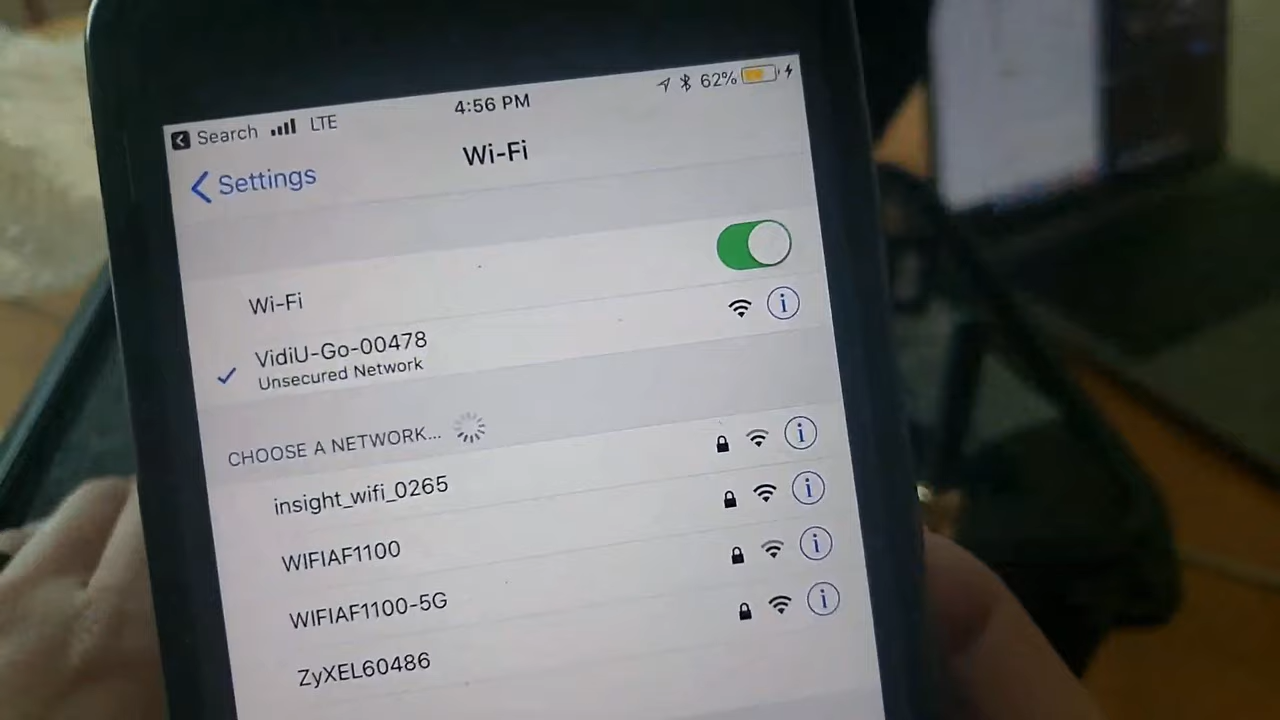 Search LTE 4:56 PM 62%
Settings Wi-Fi
Wi-Fi
VidiU-Go-00478
Unsecured Network
CHOOSE A NETWORK...
insight_wifi_0265
WIFIAF1100
WIFIAF1100-5G
ZyXEL60486